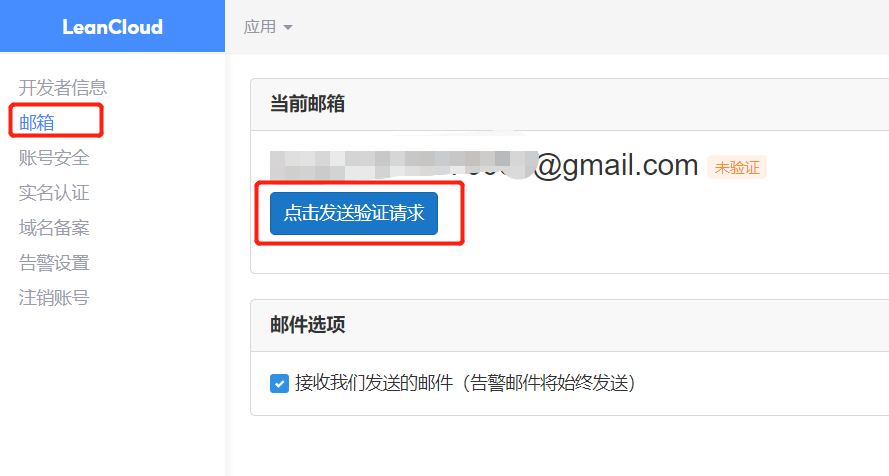 LeanCloud
应用
开发者信息
邮箱
账号安全
实名认证
域名备案
告警设置
注销账号
当前邮箱
@gmail.com 未验证
点击发送验证请求
邮件选项
接收我们发送的邮件（告警邮件将始终发送）